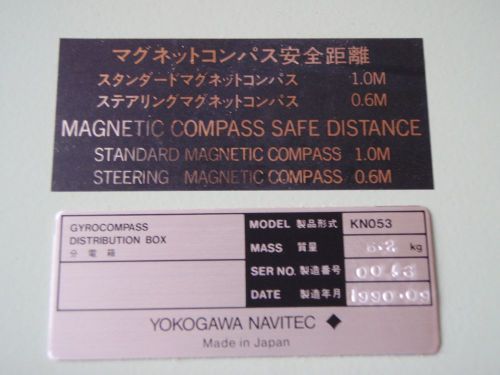 マグネットコンパス安全距離
スタンダードマグネットコンパス 1.0M
ステアリングマグネットコンパス 0.6M
MAGNETIC COMPASS SAFE DISTANCE
STANDARD MAGNETIC COMPASS 1.0M
STEERING MAGNETIC COMPASS 0.6M
GYROCOMPASS
DISTRIBUTION BOX
分電箱
MODEL 製品形式 KN053
MASS 質量 kg
SER NO. 製造番号
DATE 製造年月 1990.09
YOKOGAWA NAVITEC
Made in Japan